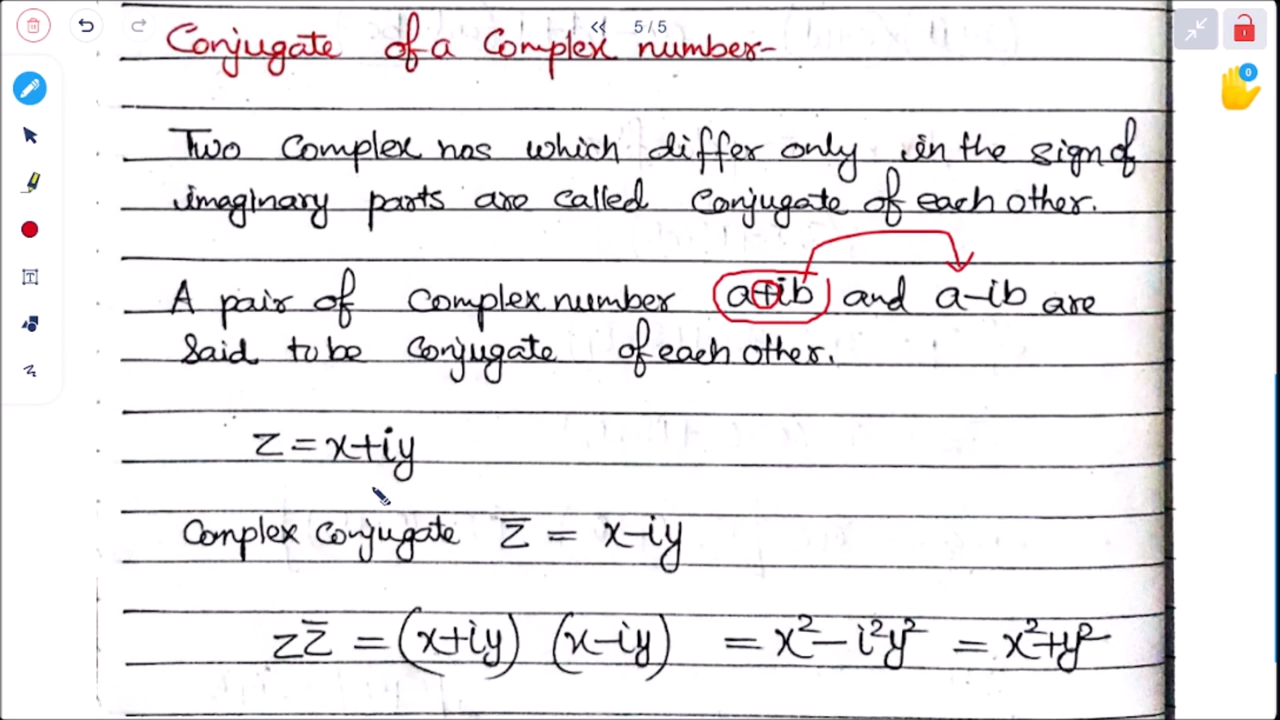 5/5
Conjugate of a Complex number-
0
Two Complex nos which differ only in the sign of
imaginary parts are called Conjugate of each other.
A pair of Complex number a+ib and a-ib are
Said to be Conjugate of each other.
z = x+iy
Complex Conjugate z̅ = x-iy
zz̅ = (x+iy) (x-iy) = x² - i²y² = x²+y²